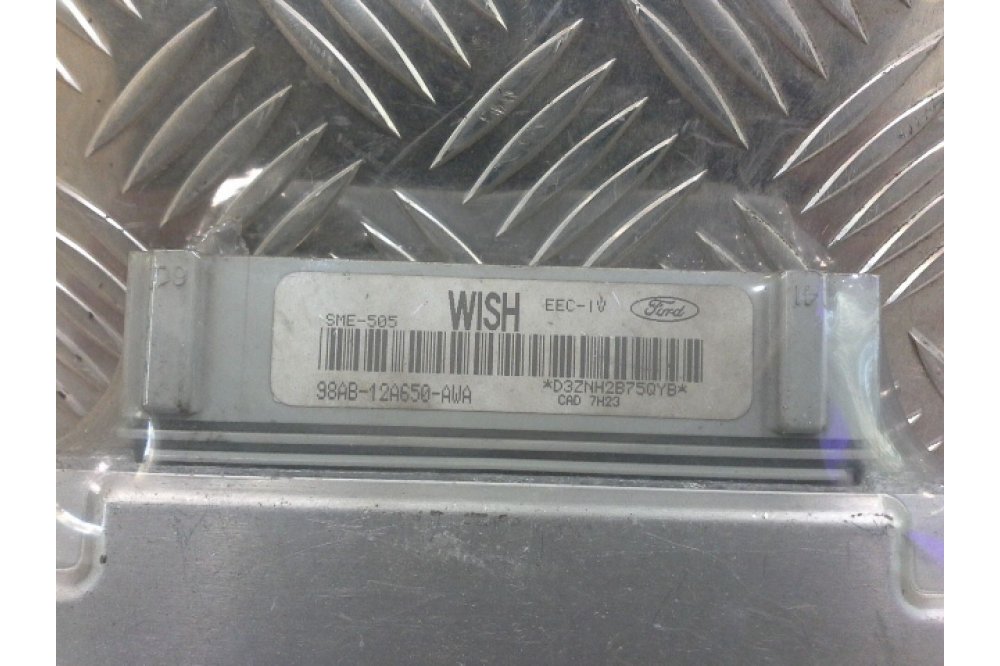 WISH EEC-IV Ford
SME-505
98AB-12A650-AWA *D3ZNH2B75QYB*
CAD 7H23